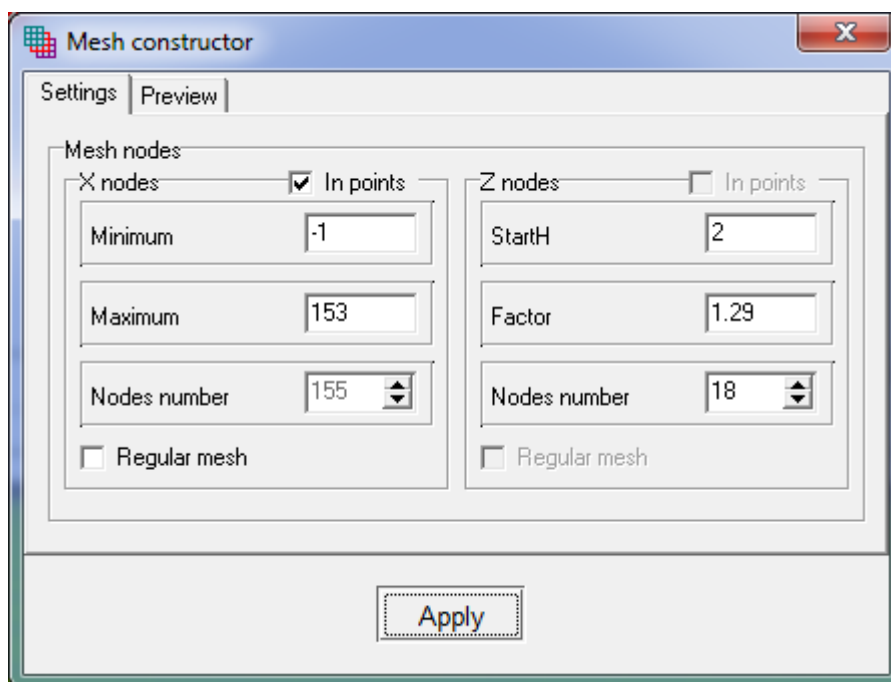 Mesh constructor
Settings Preview
Mesh nodes
X nodes In points Z nodes In points
Minimum -1 StartH 2
Maximum 153 Factor 1.29
Nodes number 155 Nodes number 18
Regular mesh Regular mesh
Apply